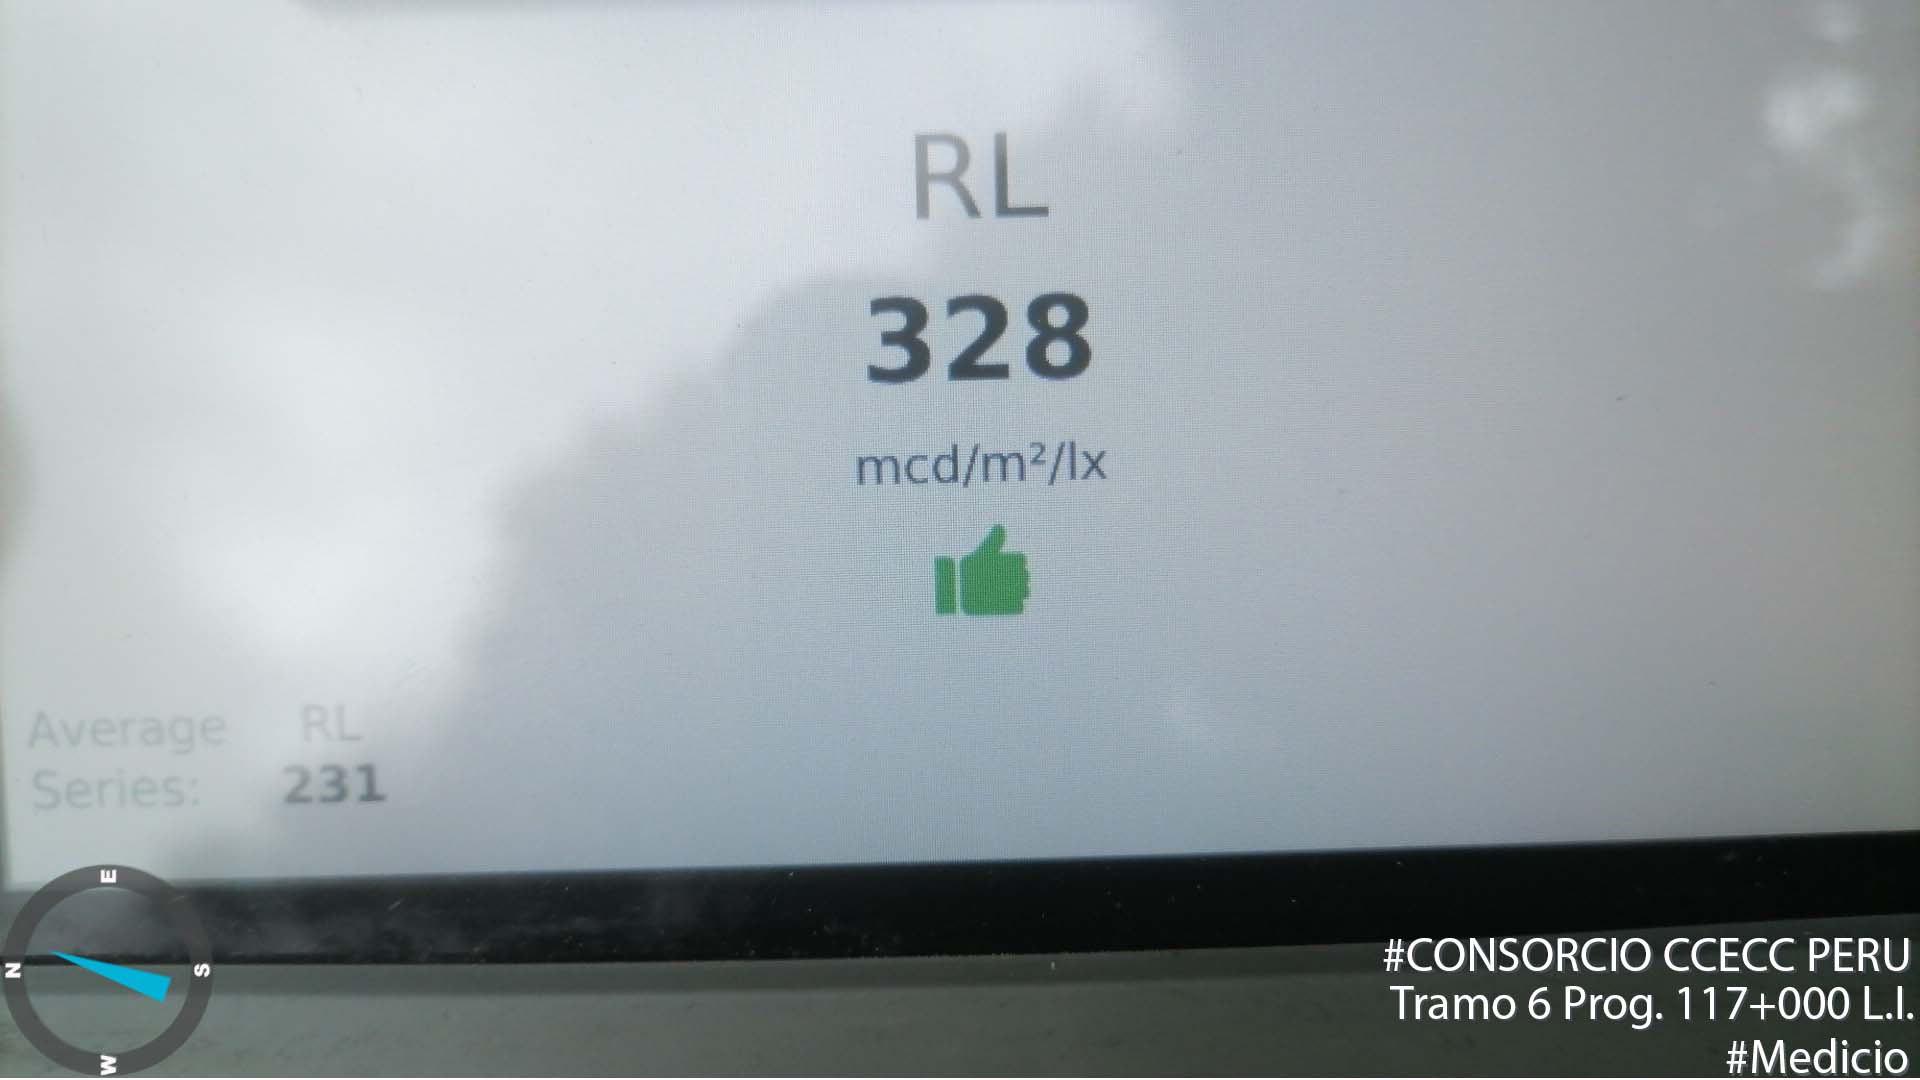 RL
328
mcd/m²/lx
Average RL
Series: 231
E
N
S
W
#CONSORCIO CCECC PERU
Tramo 6 Prog. 117+000 L.I.
#Medicio